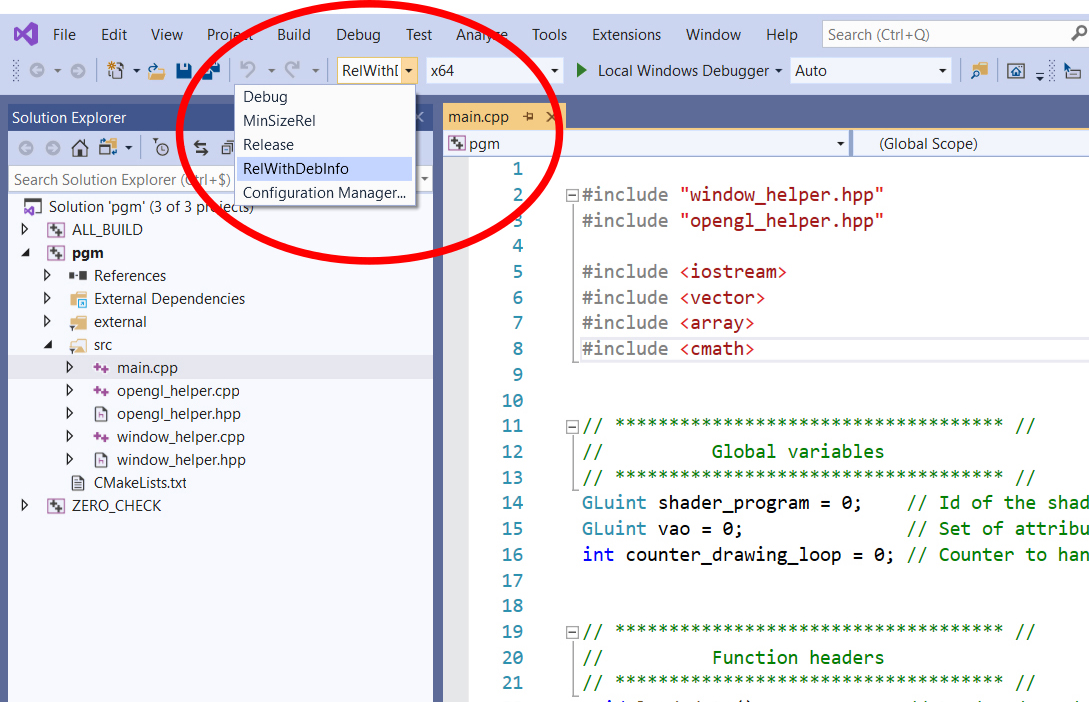 File Edit View Project Build Debug Test Analyze Tools Extensions Window Help Search (Ctrl+Q)
RelWithD x64 Local Windows Debugger Auto
Debug
MinSizeRel
Release
RelWithDebInfo
Configuration Manager...
Solution Explorer
Search Solution Explorer (Ctrl+$)
Solution 'pgm' (3 of 3 projects)
ALL_BUILD
pgm
References
External Dependencies
external
src
main.cpp
opengl_helper.cpp
opengl_helper.hpp
window_helper.cpp
window_helper.hpp
CMakeLists.txt
ZERO_CHECK
main.cpp
pgm (Global Scope)
1
2 #include "window_helper.hpp"
3 #include "opengl_helper.hpp"
4
5 #include <iostream>
6 #include <vector>
7 #include <array>
8 #include <cmath>
9
10
11 // ************************************ //
12 // Global variables
13 // ************************************ //
14 GLuint shader_program = 0; // Id of the shad
15 GLuint vao = 0; // Set of attribu
16 int counter_drawing_loop = 0; // Counter to han
17
18
19 // ************************************ //
20 // Function headers
21 // ************************************ //